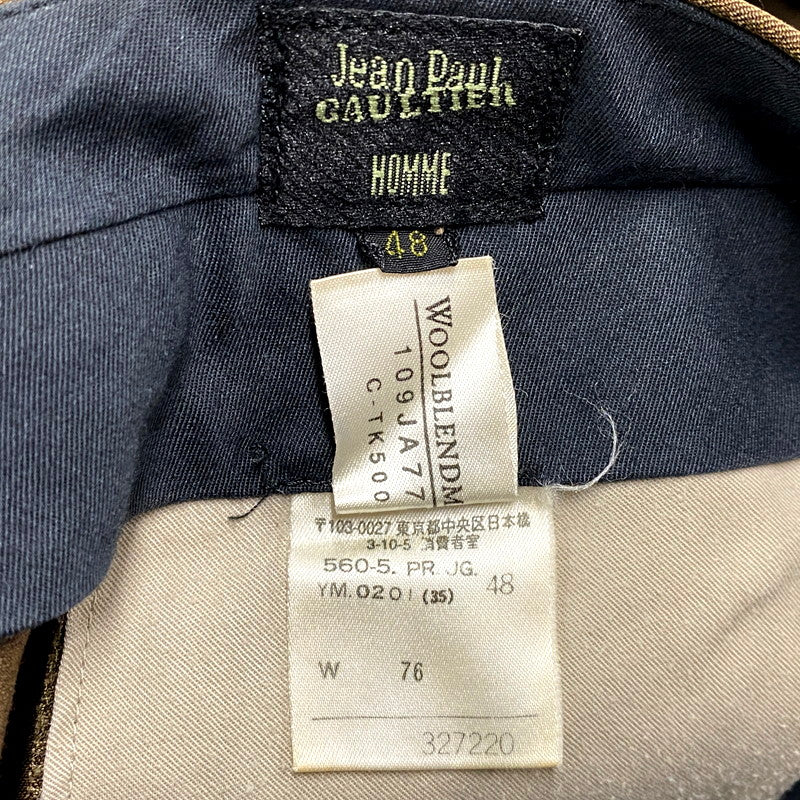 Jean Paul
GAULTIER
HOMME
48
WOOLBLENDM
109JA77
C-TK500
〒103-0027 東京都中央区日本橋
3-10-5 消費者室
560-5. PR. JG.
YM.0201 (35) 48
W 76
327220